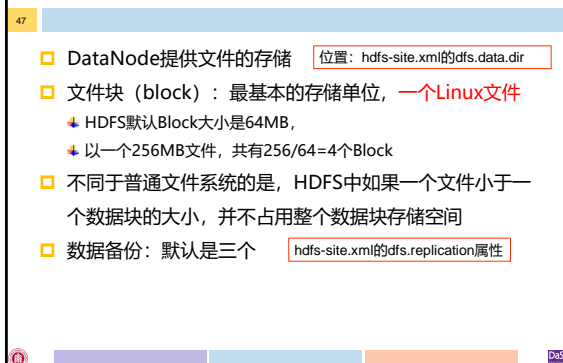 47
DataNode提供文件的存储 位置：hdfs-site.xml的dfs.data.dir
文件块（block）：最基本的存储单位，一个Linux文件
HDFS默认Block大小是64MB，
以一个256MB文件，共有256/64=4个Block
不同于普通文件系统的是，HDFS中如果一个文件小于一
个数据块的大小，并不占用整个数据块存储空间
数据备份：默认是三个 hdfs-site.xml的dfs.replication属性